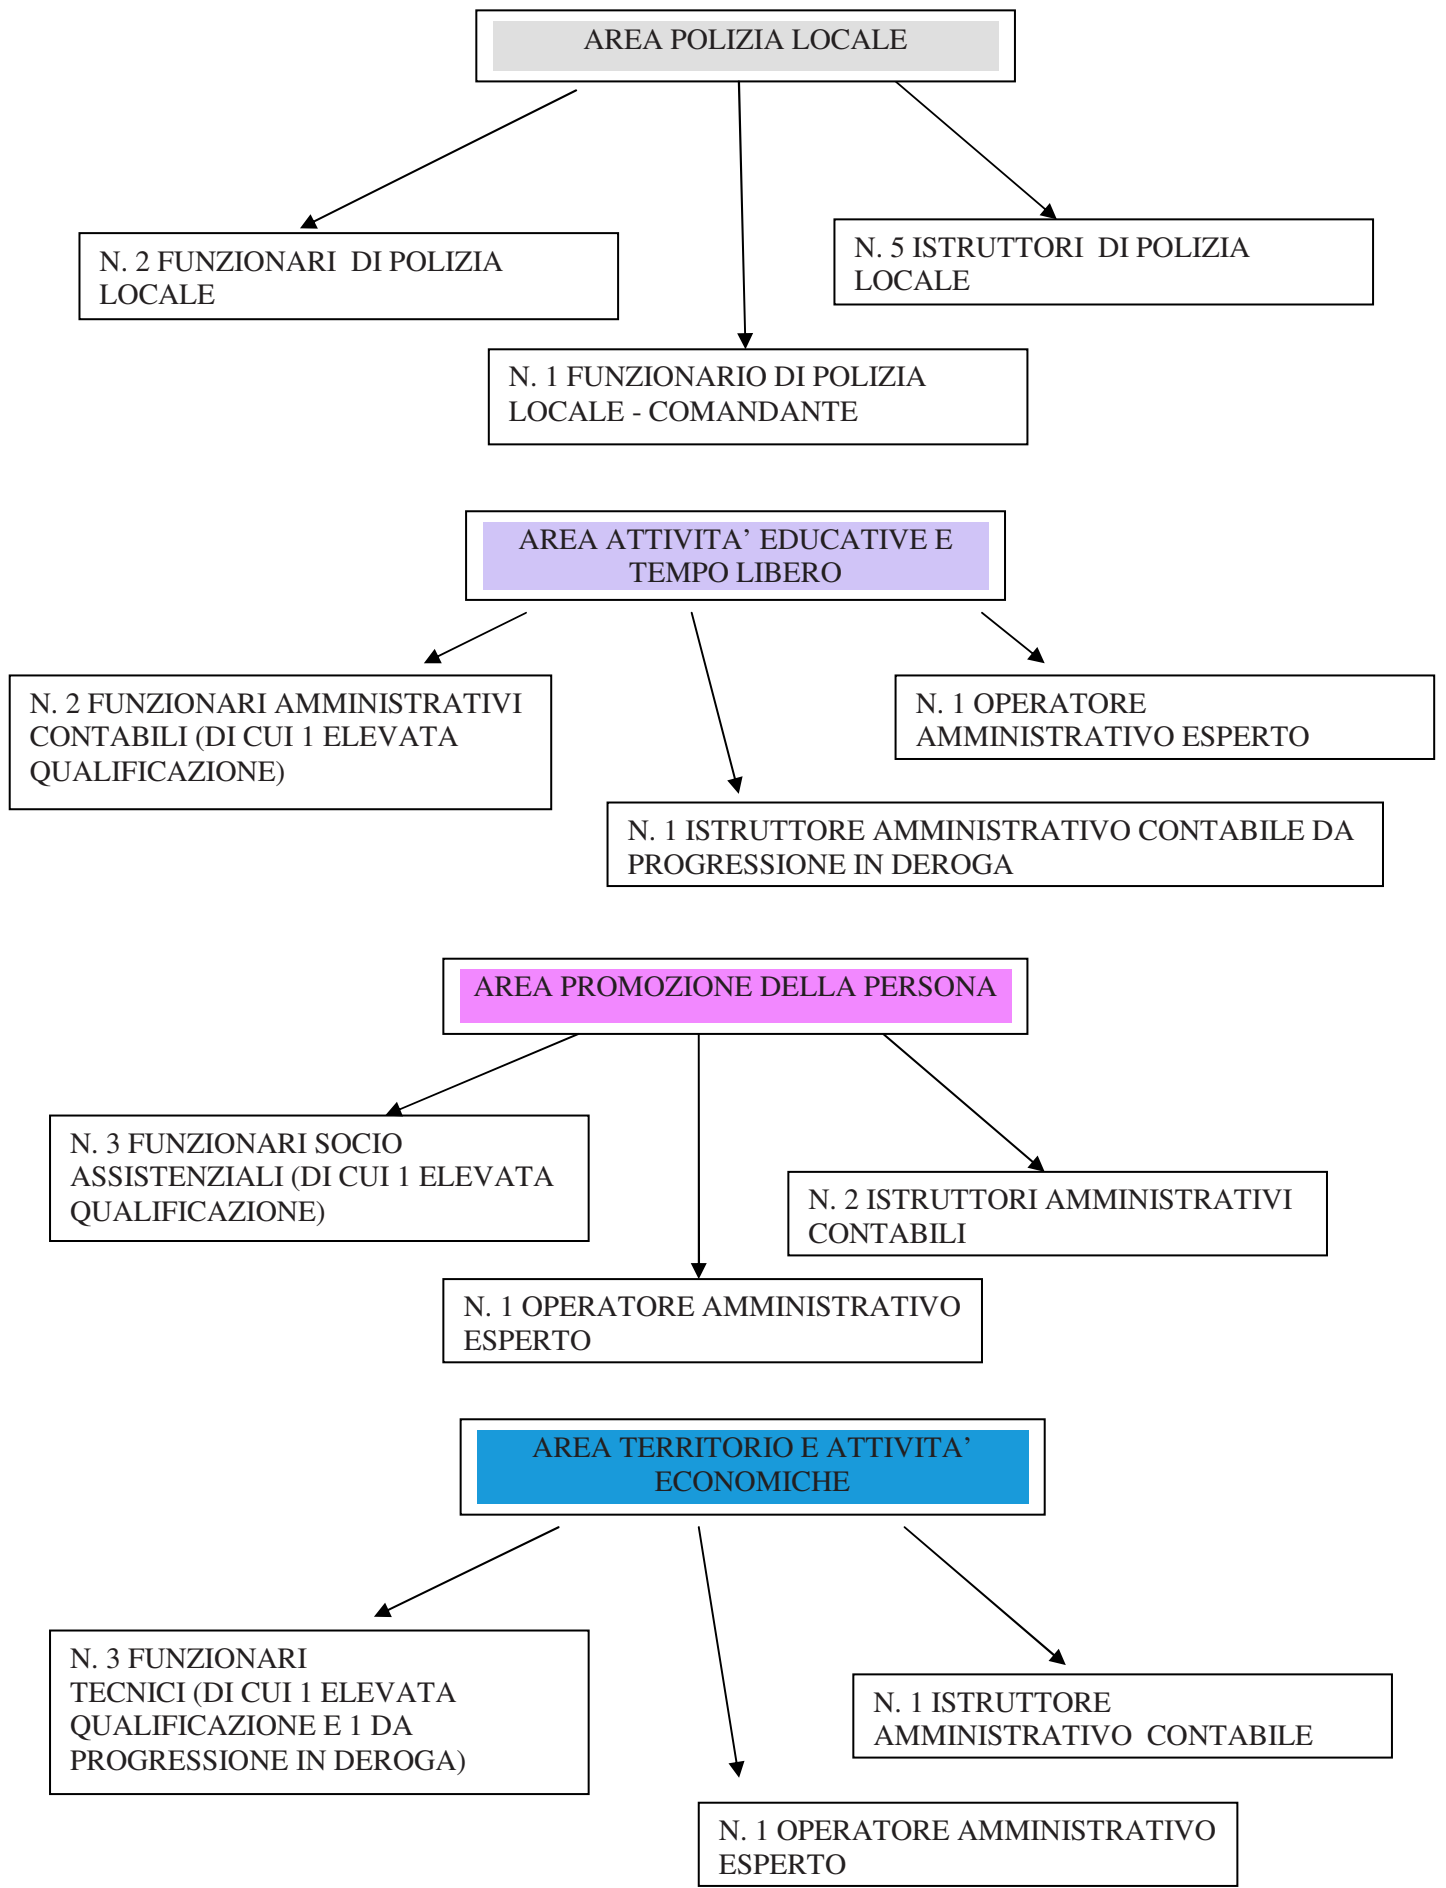 AREA POLIZIA LOCALE
N. 2 FUNZIONARI  DI POLIZIA
LOCALE
N. 5 ISTRUTTORI  DI POLIZIA
LOCALE
N. 1 FUNZIONARIO DI POLIZIA
LOCALE - COMANDANTE
AREA ATTIVITA’ EDUCATIVE E
TEMPO LIBERO
N. 2 FUNZIONARI AMMINISTRATIVI
CONTABILI (DI CUI 1 ELEVATA
QUALIFICAZIONE)
N. 1 OPERATORE
AMMINISTRATIVO ESPERTO
N. 1 ISTRUTTORE AMMINISTRATIVO CONTABILE DA
PROGRESSIONE IN DEROGA
AREA PROMOZIONE DELLA PERSONA
N. 3 FUNZIONARI SOCIO
ASSISTENZIALI (DI CUI 1 ELEVATA
QUALIFICAZIONE)
N. 2 ISTRUTTORI AMMINISTRATIVI
CONTABILI
N. 1 OPERATORE AMMINISTRATIVO
ESPERTO
AREA TERRITORIO E ATTIVITA’
ECONOMICHE
N. 3 FUNZIONARI
TECNICI (DI CUI 1 ELEVATA
QUALIFICAZIONE E 1 DA
PROGRESSIONE IN DEROGA)
N. 1 ISTRUTTORE
AMMINISTRATIVO  CONTABILE
N. 1 OPERATORE AMMINISTRATIVO
ESPERTO